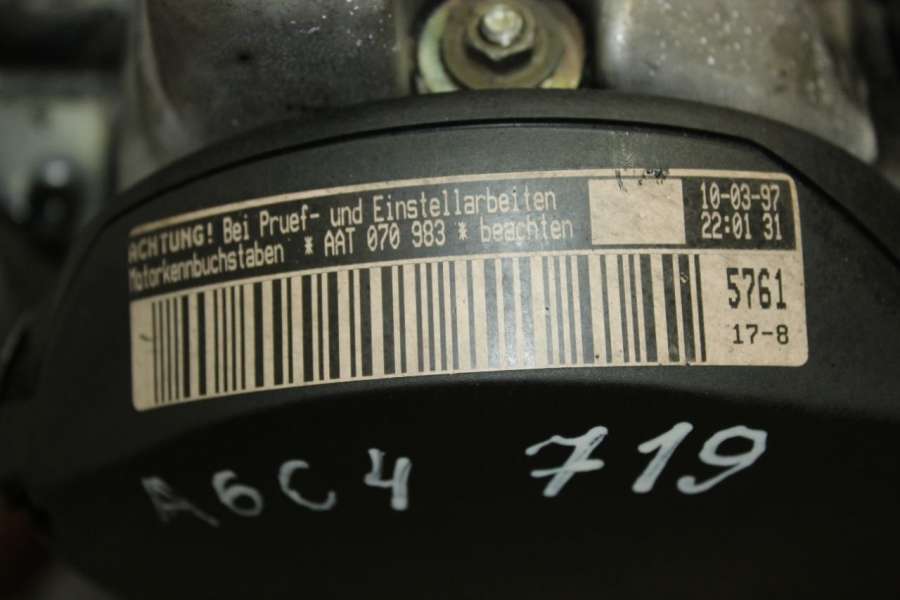 ACHTUNG! Bei Pruef- und Einstellarbeiten
Motorkennbuchstaben * AAT 070 983 * beachten
10-03-97
22:01 31
5761
17-8
A6C4 719